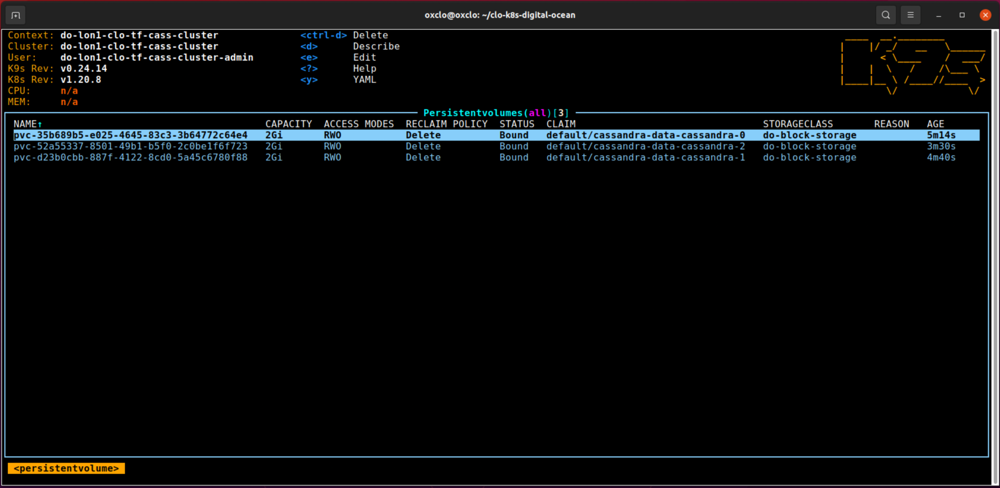 oxclo@oxclo: ~/clo-k8s-digital-ocean
Context: do-lon1-clo-tf-cass-cluster <ctrl-d> Delete
Cluster: do-lon1-clo-tf-cass-cluster <d> Describe
User: do-lon1-clo-tf-cass-cluster-admin <e> Edit
K9s Rev: v0.24.14 <?> Help
K8s Rev: v1.20.8 <y> YAML
CPU: n/a
MEM: n/a
K9s
Persistentvolumes(all)[3]
NAME↑ CAPACITY ACCESS MODES RECLAIM POLICY STATUS CLAIM STORAGECLASS REASON AGE
pvc-35b689b5-e025-4645-83c3-3b64772c64e4 2Gi RWO Delete Bound default/cassandra-data-cassandra-0 do-block-storage 5m14s
pvc-52a55337-8501-49b1-b5f0-2c0be1f6f723 2Gi RWO Delete Bound default/cassandra-data-cassandra-2 do-block-storage 3m30s
pvc-d23b0cbb-887f-4122-8cd0-5a45c6780f88 2Gi RWO Delete Bound default/cassandra-data-cassandra-1 do-block-storage 4m40s
<persistentvolume>